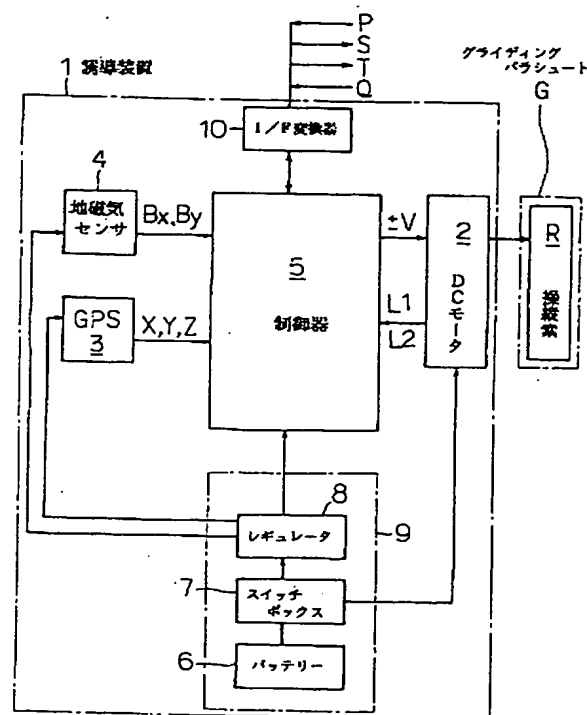 P
S
T
Q
グライディング
パラシュート
G
1 誘導装置
10
I/F変換器
4
地磁気
センサ
Bx,By
±V
2
DCモータ
R
操縦索
5
制御器
GPS
3
X,Y,Z
L1
L2
8
レギュレータ
9
7
スイッチ
ボックス
6
バッテリー